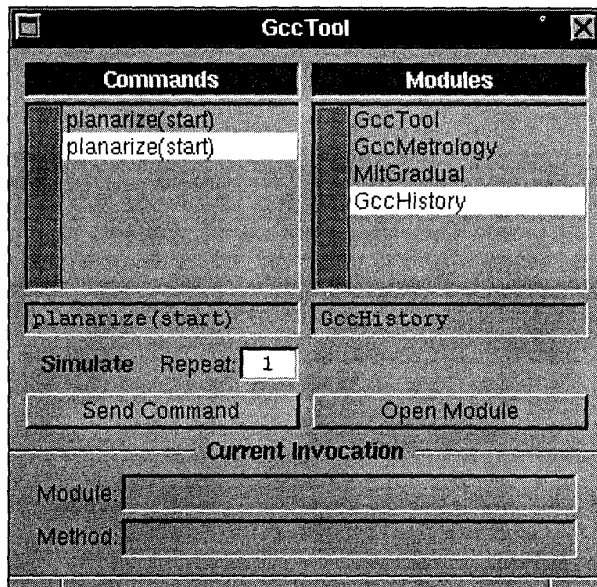 GccTool
Commands
Modules
planarize(start)
planarize(start)
GccTool
GccMetrology
MitGradual
GccHistory
planarize(start)
GccHistory
Simulate Repeat: 1
Send Command
Open Module
Current Invocation
Module:
Method: